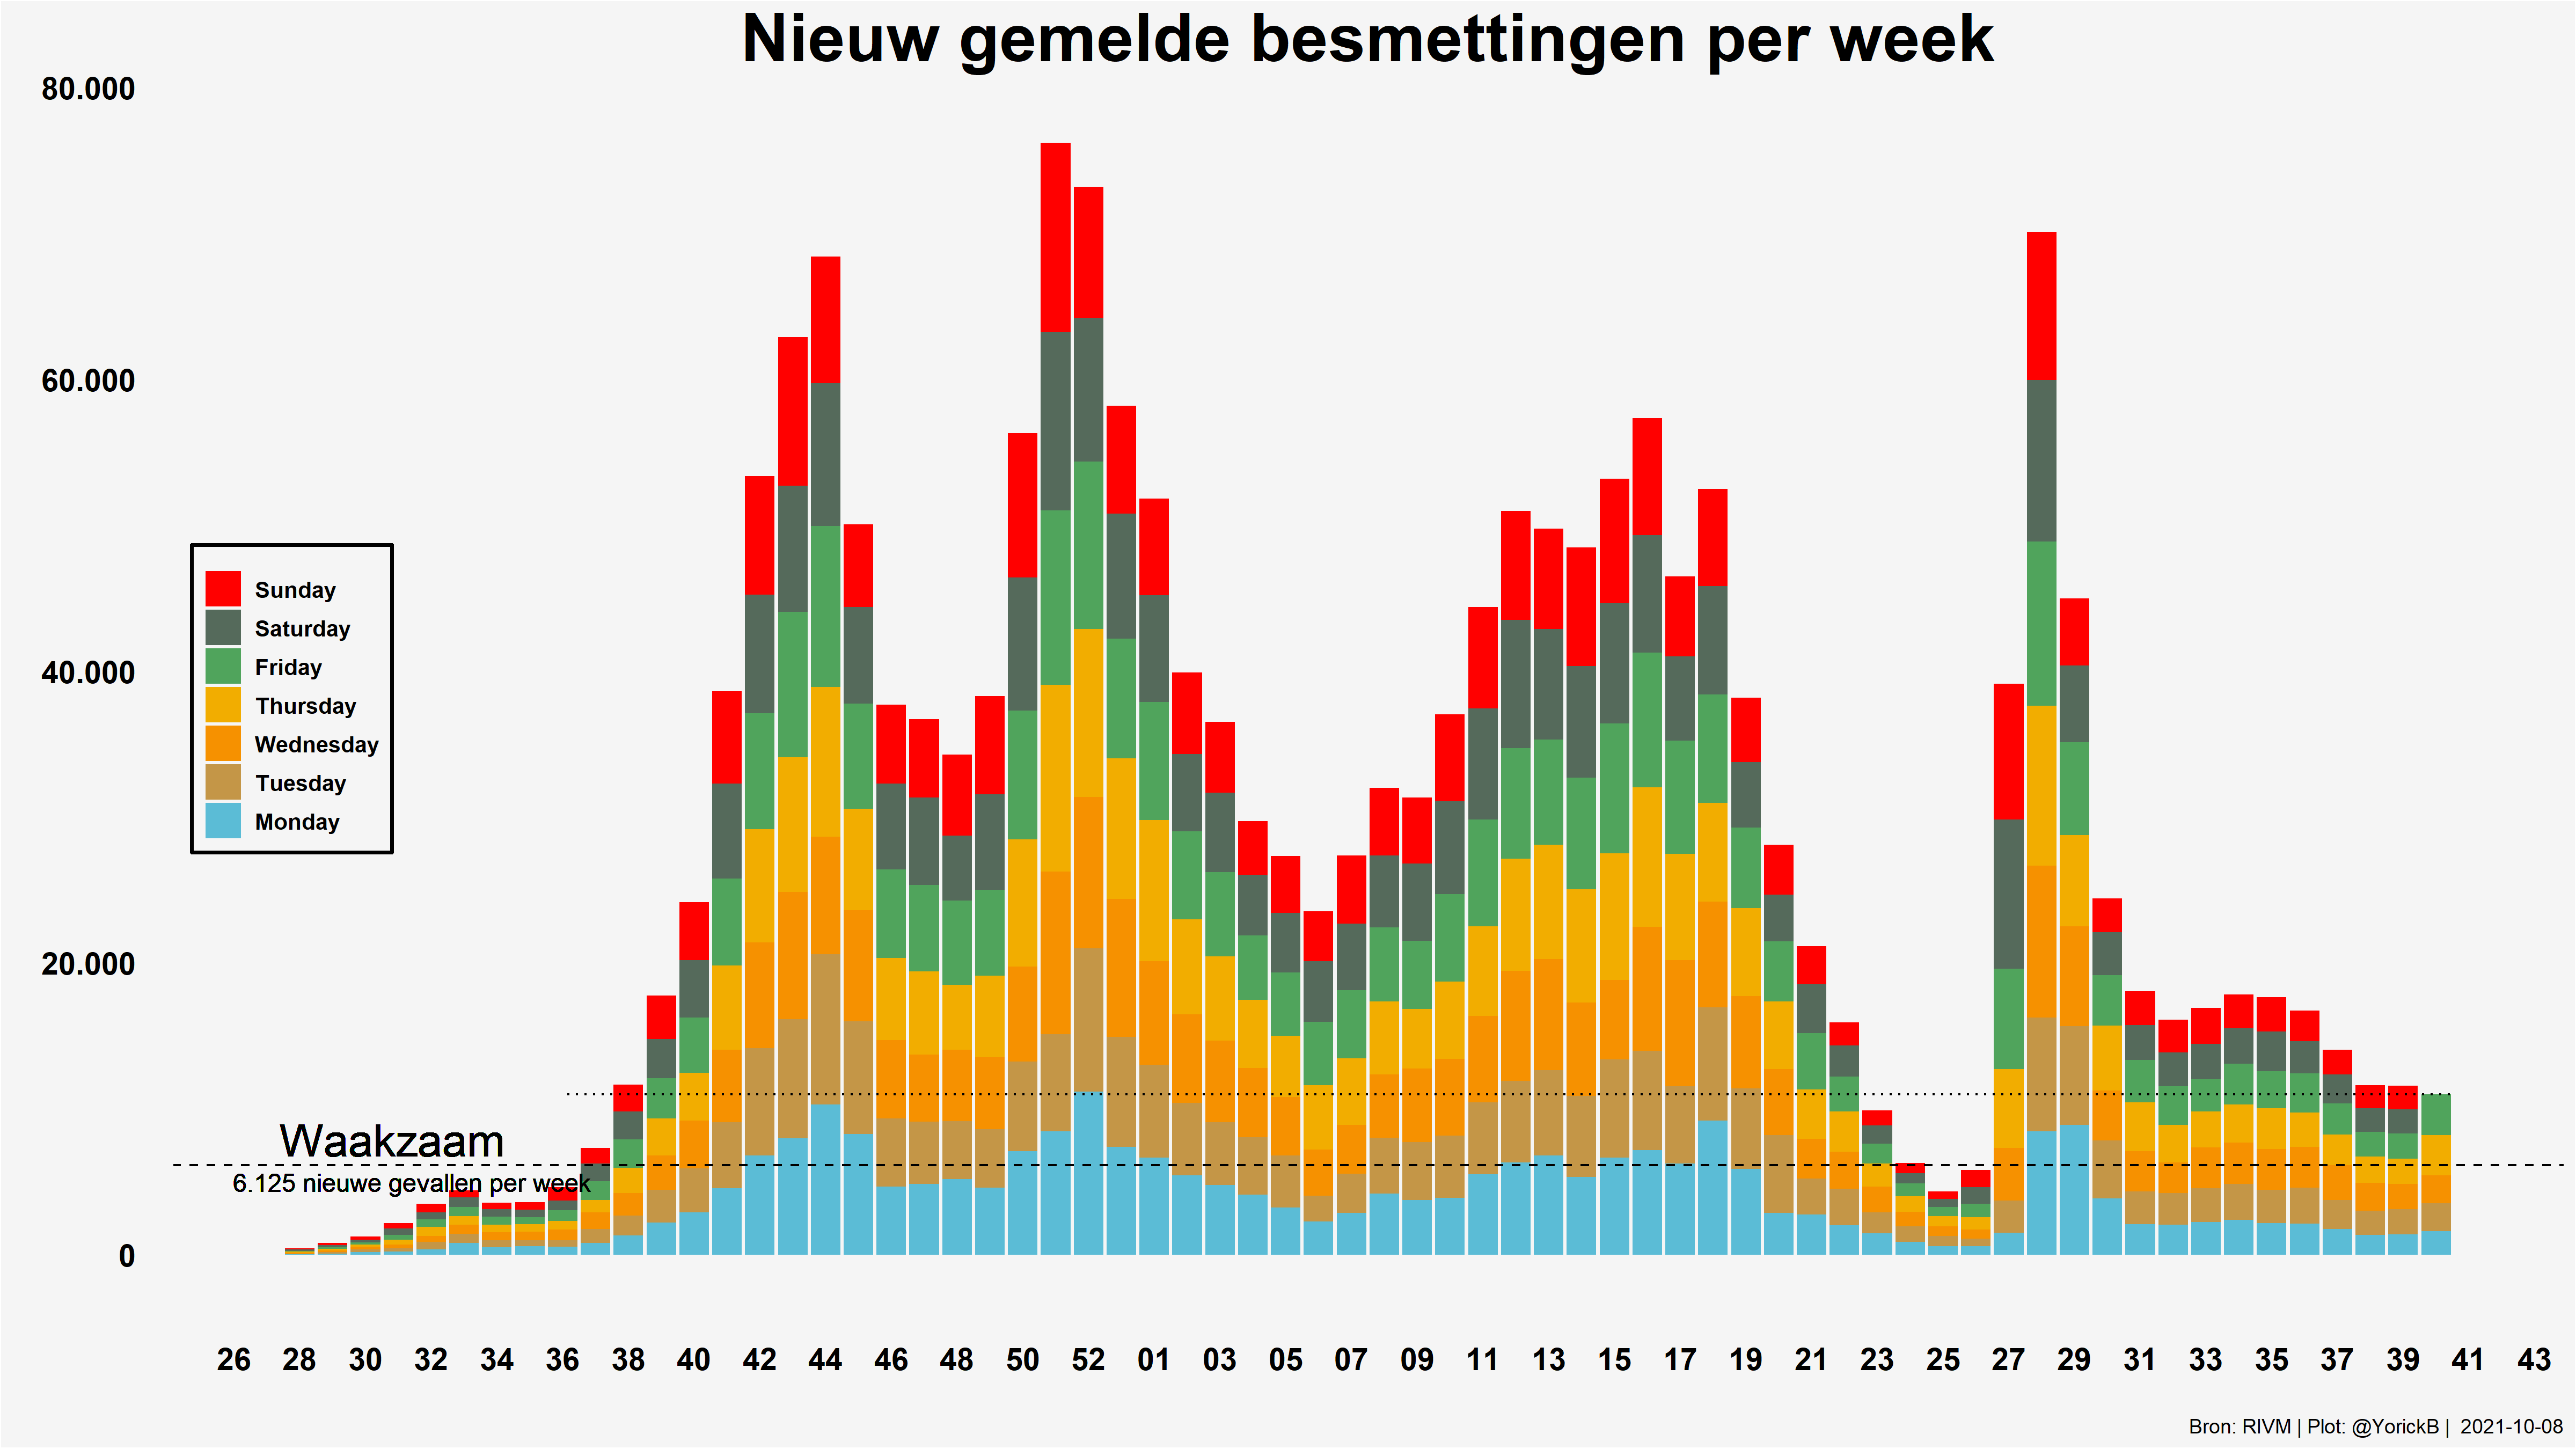 Nieuw gemelde besmettingen per week
80.000
60.000
40.000
20.000
0
Sunday
Saturday
Friday
Thursday
Wednesday
Tuesday
Monday
Waakzaam
6.125 nieuwe gevallen per week
26 28 30 32 34 36 38 40 42 44 46 48 50 52 01 03 05 07 09 11 13 15 17 19 21 23 25 27 29 31 33 35 37 39 41 43
Bron: RIVM | Plot: @YorickB | 2021-10-08